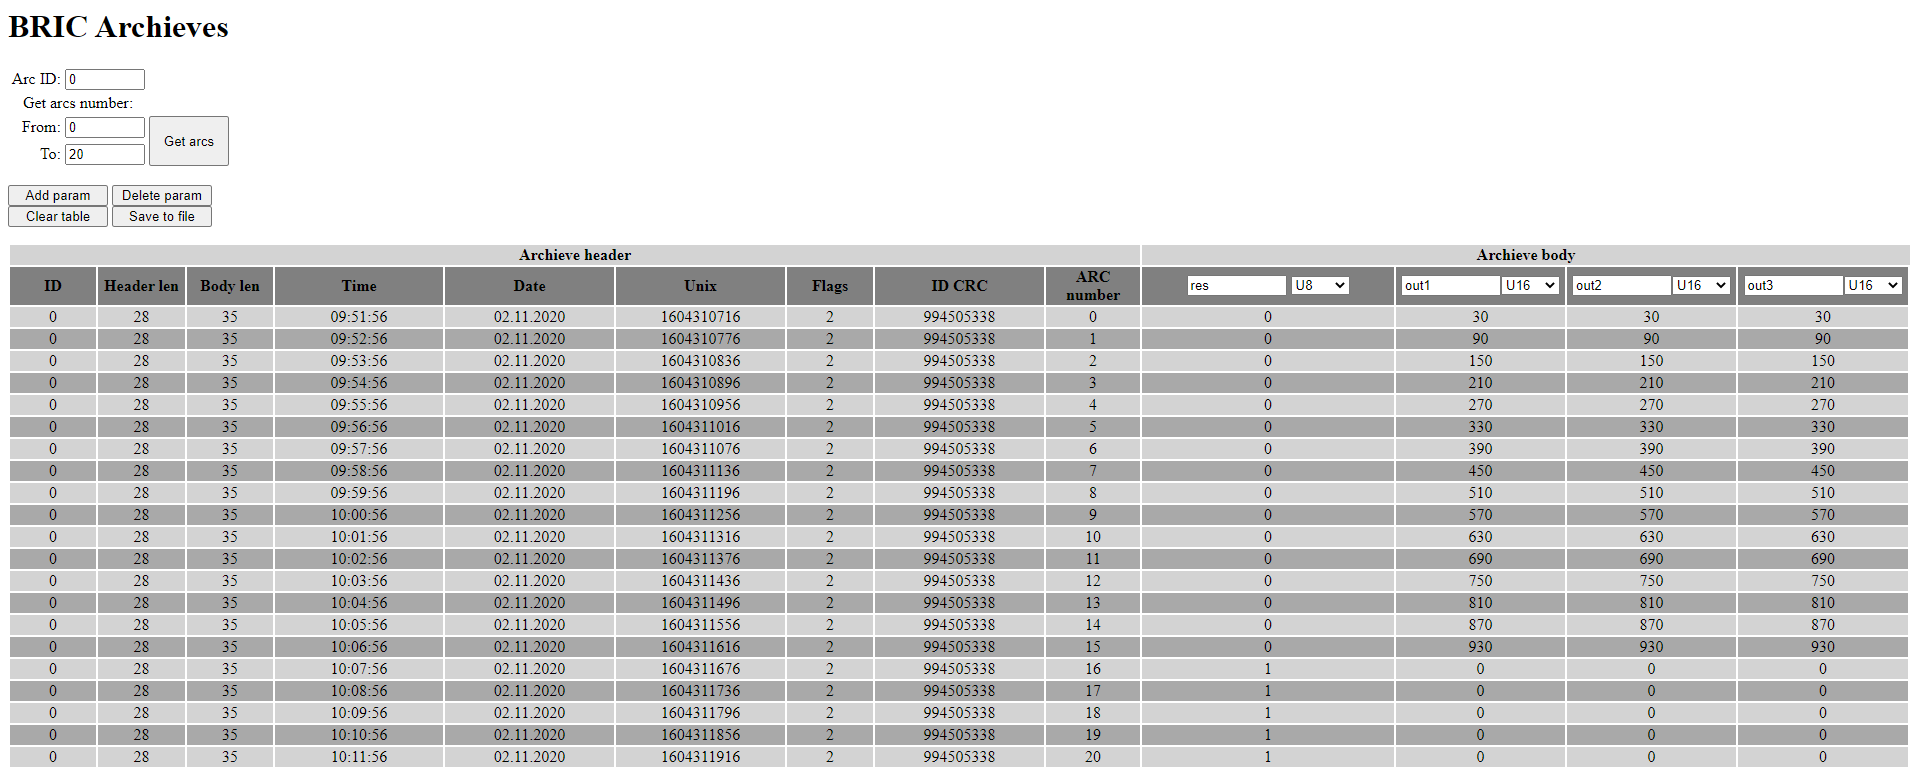 BRIC Archieves
Arc ID: 0
Get arcs number:
From: 0
Get arcs
To: 20
Add param Delete param
Clear table Save to file
Archieve header Archieve body
ID Header len Body len Time Date Unix Flags ID CRC ARC number res U8 out1 U16 out2 U16 out3 U16
0 28 35 09:51:56 02.11.2020 1604310716 2 994505338 0 0 30 30 30
0 28 35 09:52:56 02.11.2020 1604310776 2 994505338 1 0 90 90 90
0 28 35 09:53:56 02.11.2020 1604310836 2 994505338 2 0 150 150 150
0 28 35 09:54:56 02.11.2020 1604310896 2 994505338 3 0 210 210 210
0 28 35 09:55:56 02.11.2020 1604310956 2 994505338 4 0 270 270 270
0 28 35 09:56:56 02.11.2020 1604311016 2 994505338 5 0 330 330 330
0 28 35 09:57:56 02.11.2020 1604311076 2 994505338 6 0 390 390 390
0 28 35 09:58:56 02.11.2020 1604311136 2 994505338 7 0 450 450 450
0 28 35 09:59:56 02.11.2020 1604311196 2 994505338 8 0 510 510 510
0 28 35 10:00:56 02.11.2020 1604311256 2 994505338 9 0 570 570 570
0 28 35 10:01:56 02.11.2020 1604311316 2 994505338 10 0 630 630 630
0 28 35 10:02:56 02.11.2020 1604311376 2 994505338 11 0 690 690 690
0 28 35 10:03:56 02.11.2020 1604311436 2 994505338 12 0 750 750 750
0 28 35 10:04:56 02.11.2020 1604311496 2 994505338 13 0 810 810 810
0 28 35 10:05:56 02.11.2020 1604311556 2 994505338 14 0 870 870 870
0 28 35 10:06:56 02.11.2020 1604311616 2 994505338 15 0 930 930 930
0 28 35 10:07:56 02.11.2020 1604311676 2 994505338 16 1 0 0 0
0 28 35 10:08:56 02.11.2020 1604311736 2 994505338 17 1 0 0 0
0 28 35 10:09:56 02.11.2020 1604311796 2 994505338 18 1 0 0 0
0 28 35 10:10:56 02.11.2020 1604311856 2 994505338 19 1 0 0 0
0 28 35 10:11:56 02.11.2020 1604311916 2 994505338 20 1 0 0 0